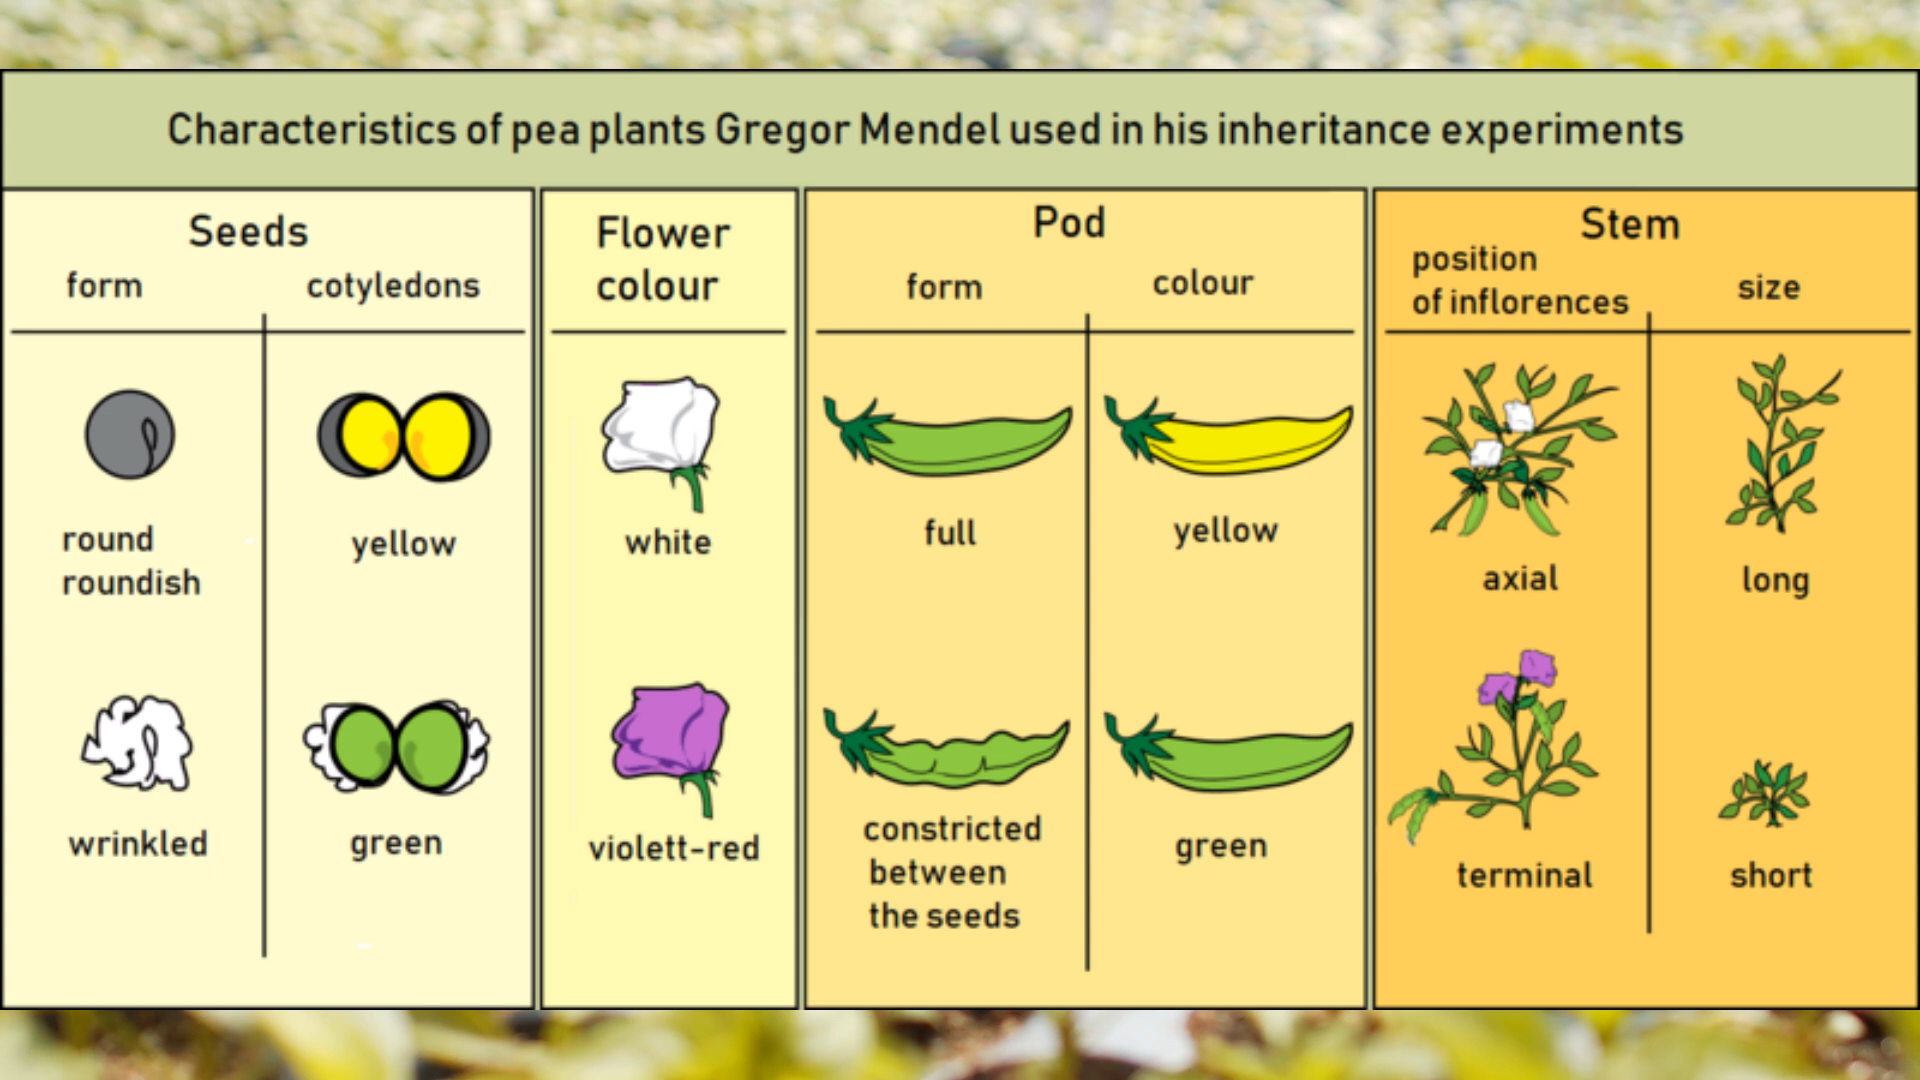 Characteristics of pea plants Gregor Mendel used in his inheritance experiments
Seeds
form
cotyledons
round
roundish
yellow
wrinkled
green
Flower
colour
white
violett-red
Pod
form
colour
full
yellow
constricted
between
the seeds
green
Stem
position
of inflorences
size
axial
long
terminal
short